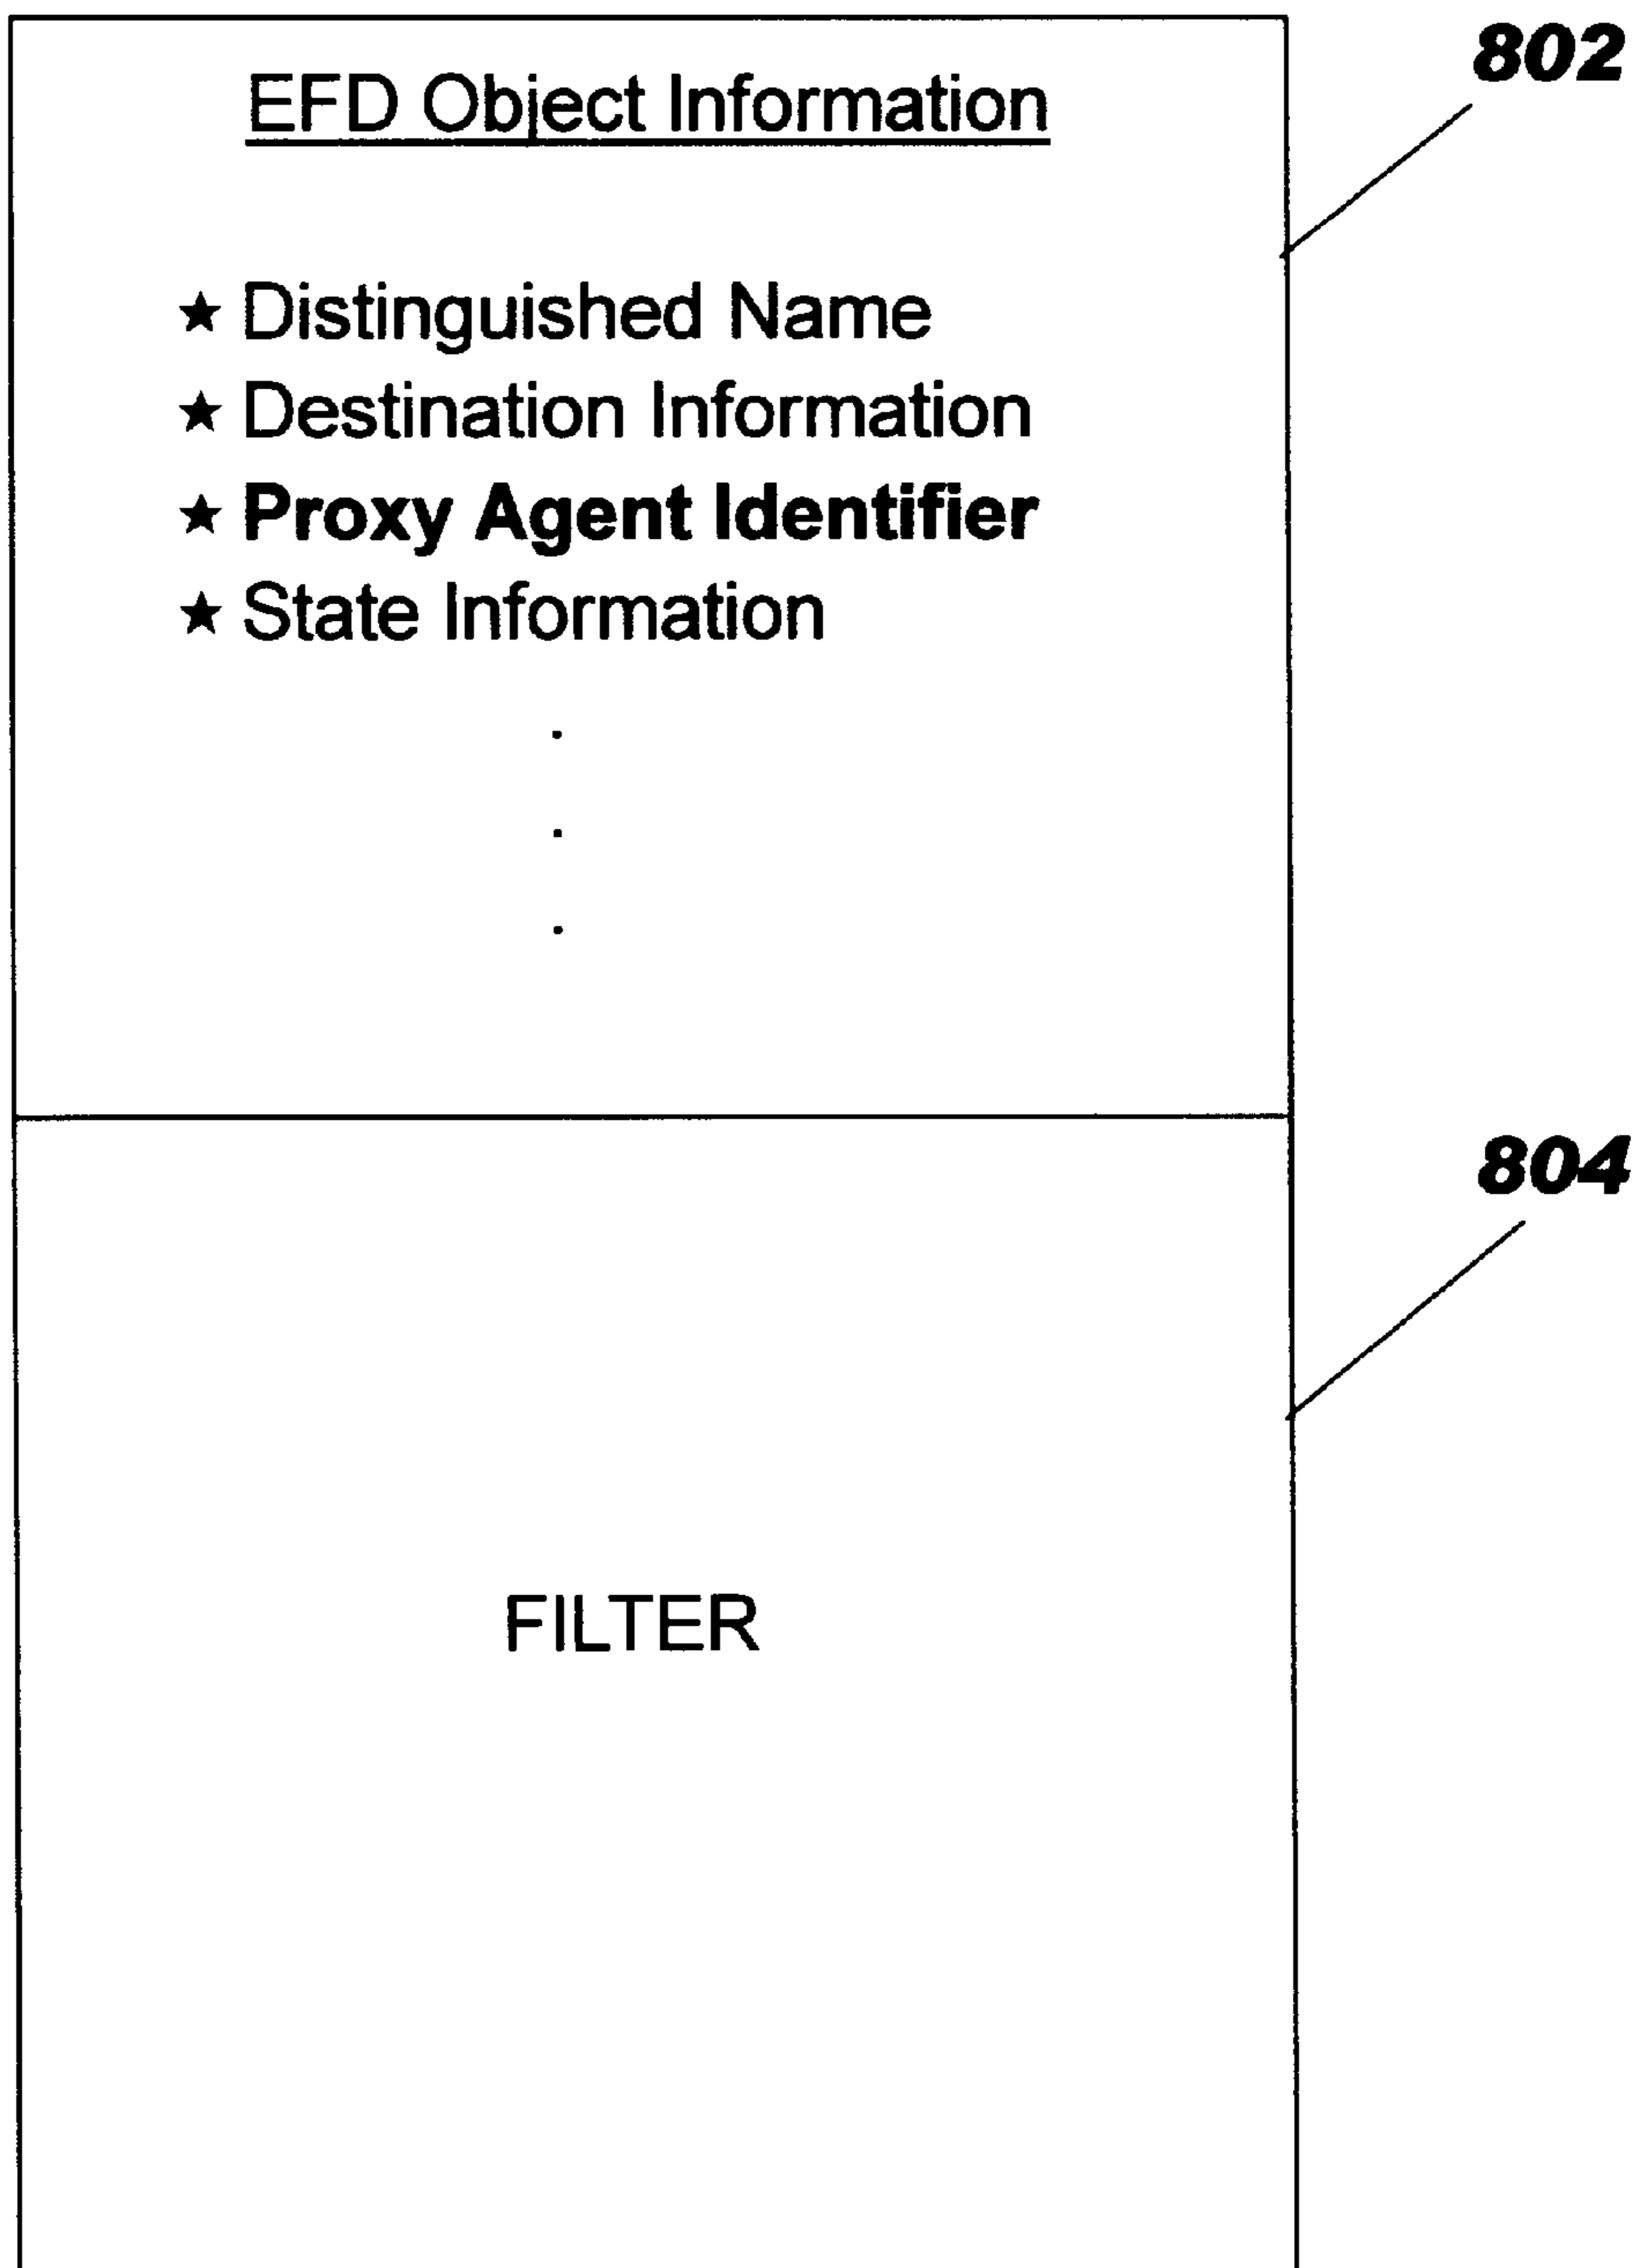 802
EFD Object Information
★ Distinguished Name
★ Destination Information
★ Proxy Agent Identifier
★ State Information
.
.
.
804
FILTER